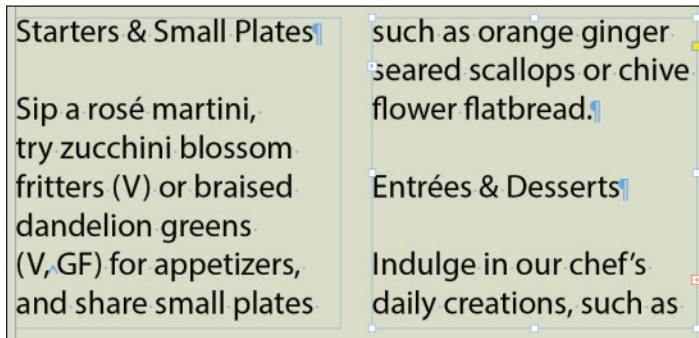 Starters & Small Plates
Sip a rosé martini,
try zucchini blossom
fritters (V) or braised
dandelion greens
(V, GF) for appetizers,
and share small plates
such as orange ginger
seared scallops or chive
flower flatbread.
Entrées & Desserts
Indulge in our chef's
daily creations, such as